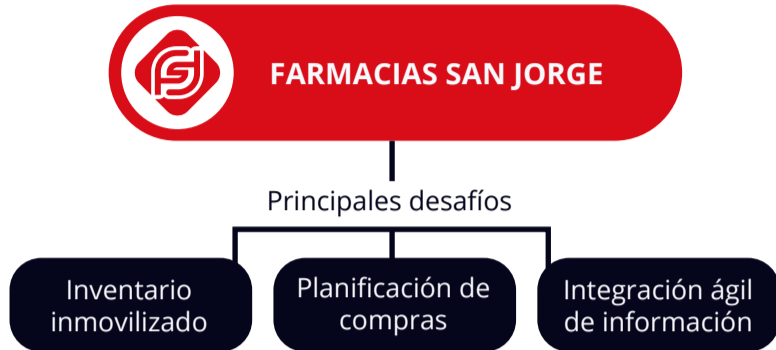 FARMACIAS SAN JORGE
Principales desafíos
Inventario
inmovilizado
Planificación de
compras
Integración ágil
de información